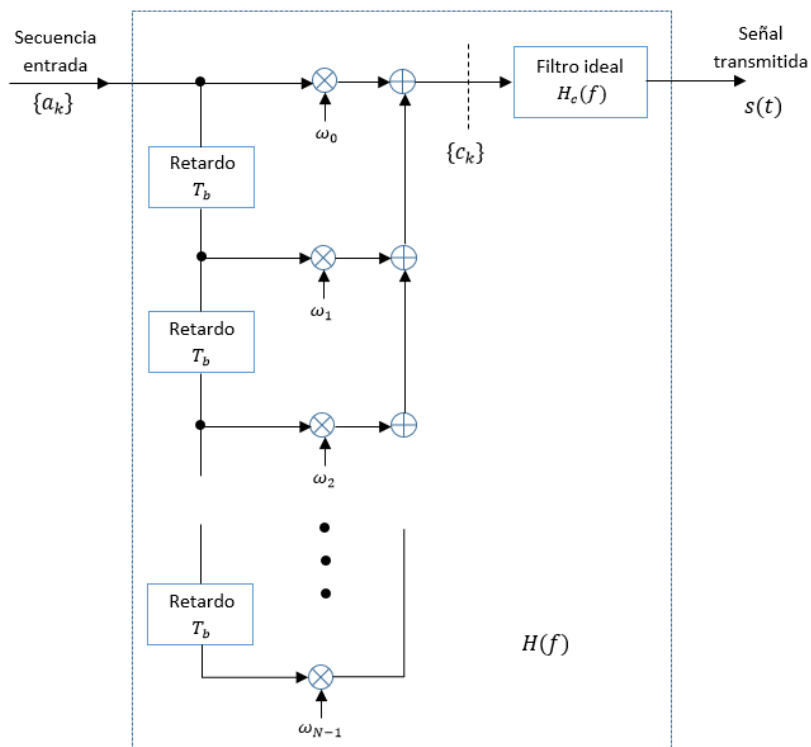 Secuencia
entrada
{a_k}
Filtro ideal
H_c(f)
Señal
transmitida
s(t)
ω_0
{c_k}
Retardo
T_b
ω_1
Retardo
T_b
ω_2
Retardo
T_b
H(f)
ω_{N−1}